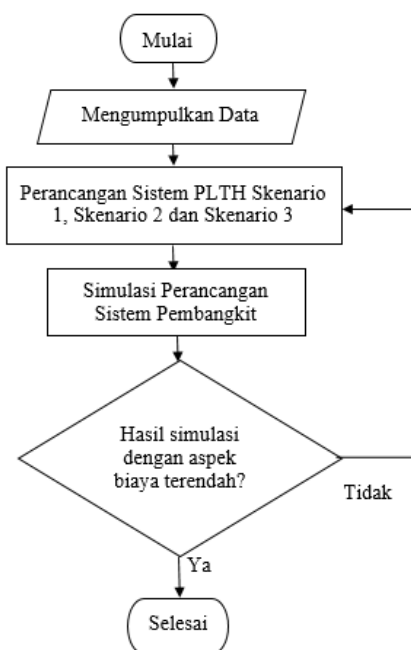 Mulai
Mengumpulkan Data
Perancangan Sistem PLTH Skenario
1, Skenario 2 dan Skenario 3
Simulasi Perancangan
Sistem Pembangkit
Hasil simulasi
dengan aspek
biaya terendah?
Tidak
Ya
Selesai